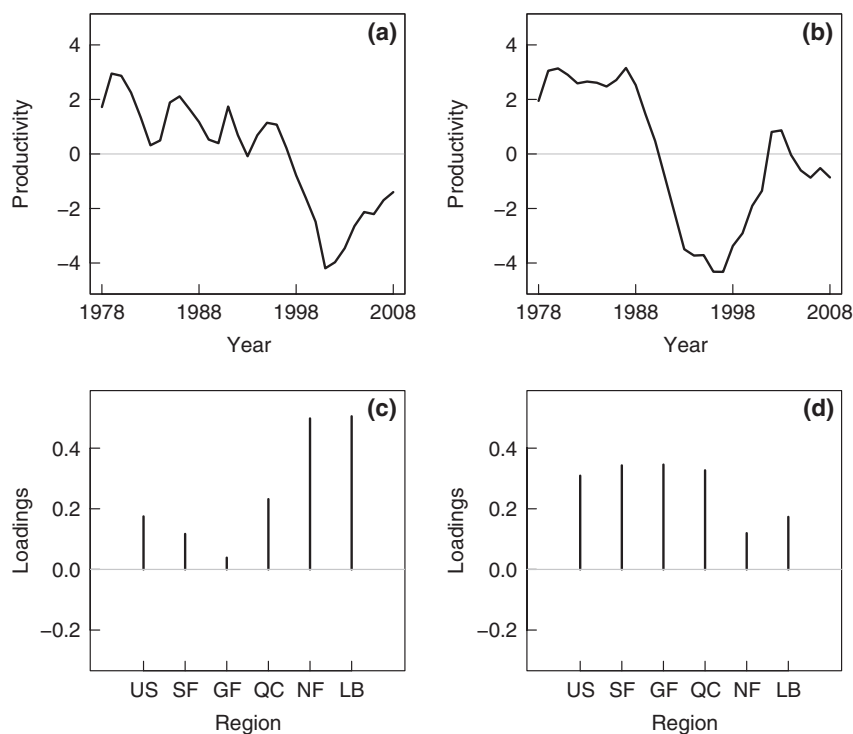 (a)
Productivity
4
2
0
−2
−4
1978 1988 1998 2008
Year
(b)
Productivity
4
2
0
−2
−4
1978 1988 1998 2008
Year
(c)
Loadings
0.4
0.2
0.0
−0.2
US SF GF QC NF LB
Region
(d)
Loadings
0.4
0.2
0.0
−0.2
US SF GF QC NF LB
Region